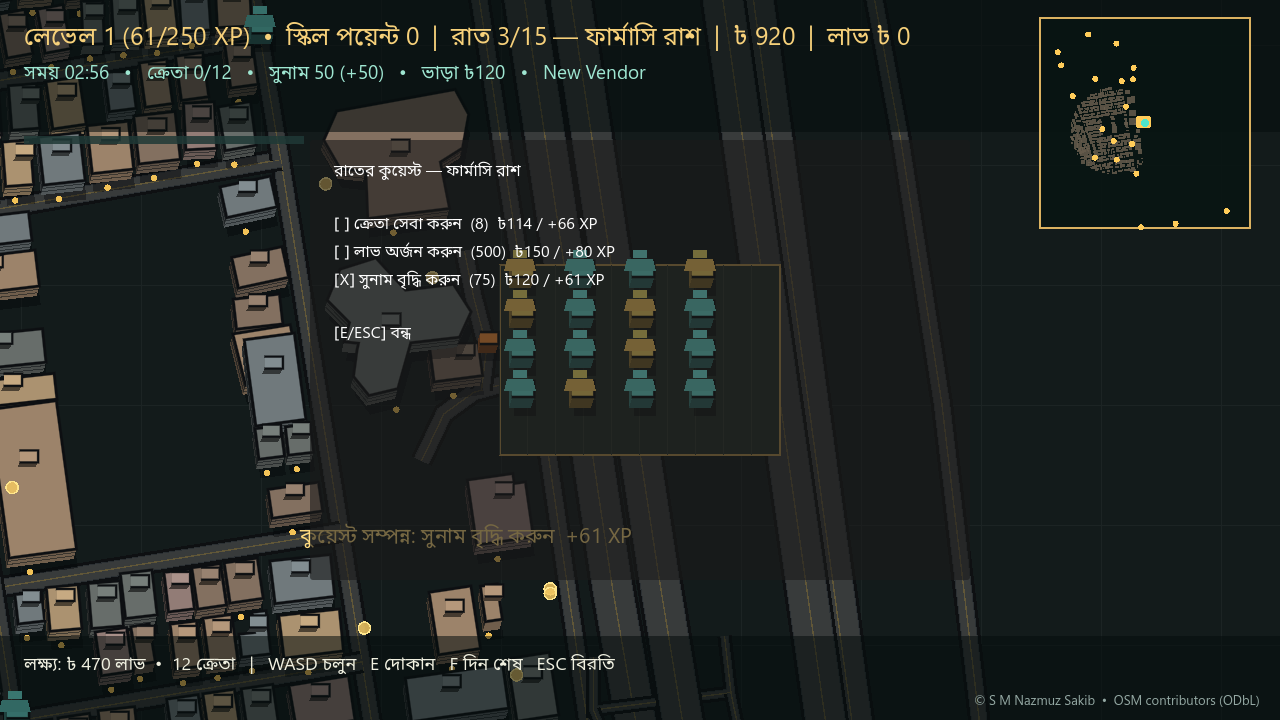 লেভেল 1 (61/250 XP) • স্কিল পয়েন্ট 0 | রাত 3/15 — ফার্মাসি রাশ | ৳ 920 | লাভ ৳ 0
সময় 02:56 • ক্রেতা 0/12 • সুনাম 50 (+50) • ভাড়া ৳120 • New Vendor
রাতের কুয়েস্ট — ফার্মাসি রাশ
[ ] ক্রেতা সেবা করুন (8) ৳114 / +66 XP
[ ] লাভ অর্জন করুন (500) ৳150 / +80 XP
[X] সুনাম বৃদ্ধি করুন (75) ৳120 / +61 XP
[E/ESC] বন্ধ
কুয়েস্ট সম্পন্ন: সুনাম বৃদ্ধি করুন +61 XP
লক্ষ্য: ৳ 470 লাভ • 12 ক্রেতা | WASD চলুন E দোকান F দিন শেষ ESC বিরতি
© S M Nazmuz Sakib • OSM contributors (ODbL)